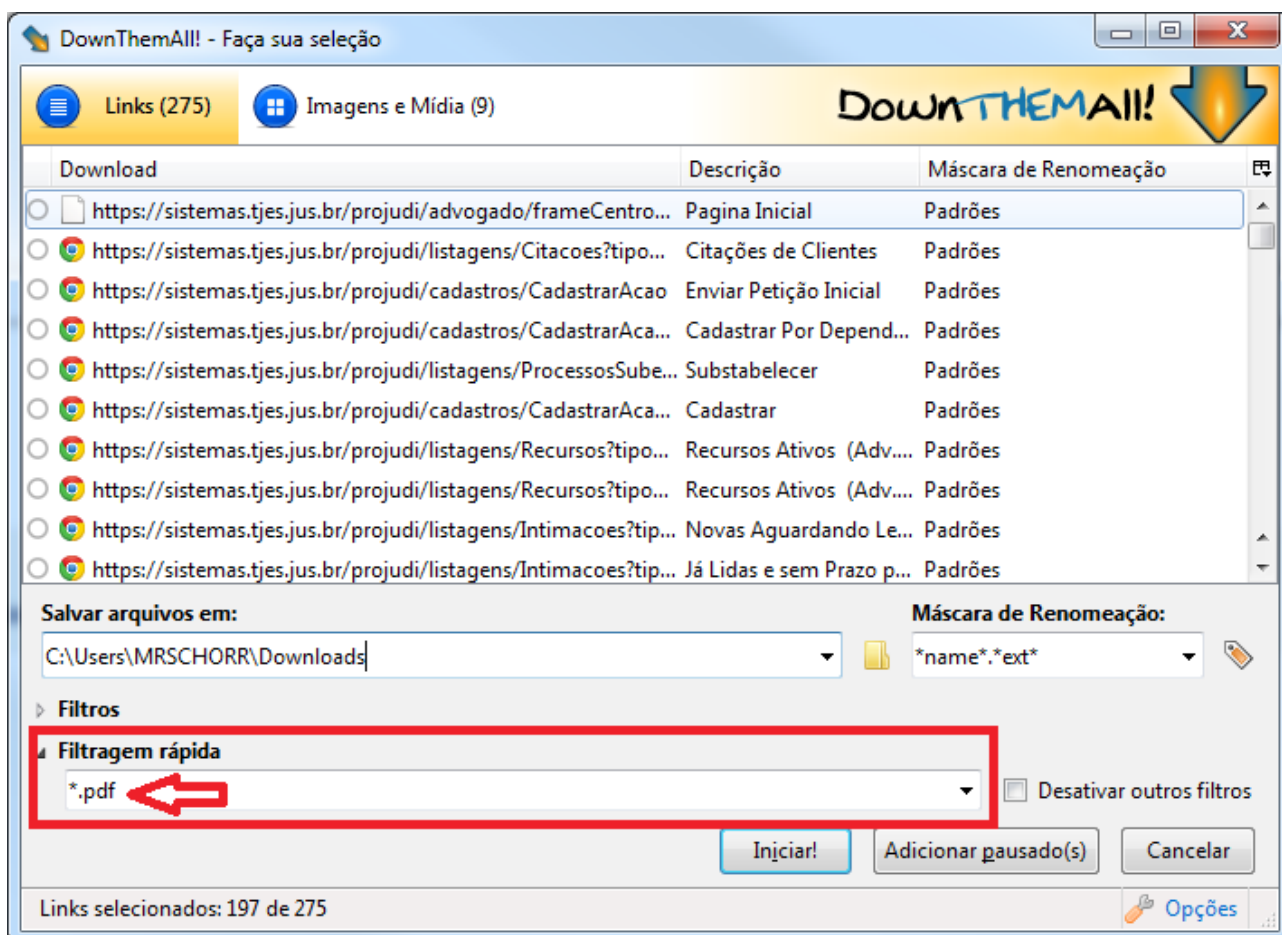 DownThemAll! - Faça sua seleção
Links (275) Imagens e Mídia (9) DownTHEMAll!
Download Descrição Máscara de Renomeação
https://sistemas.tjes.jus.br/projudi/advogado/frameCentro... Pagina Inicial Padrões
https://sistemas.tjes.jus.br/projudi/listagens/Citacoes?tipo... Citações de Clientes Padrões
https://sistemas.tjes.jus.br/projudi/cadastros/CadastrarAcao Enviar Petição Inicial Padrões
https://sistemas.tjes.jus.br/projudi/cadastros/CadastrarAca... Cadastrar Por Depend... Padrões
https://sistemas.tjes.jus.br/projudi/listagens/ProcessosSube... Substabelecer Padrões
https://sistemas.tjes.jus.br/projudi/cadastros/CadastrarAca... Cadastrar Padrões
https://sistemas.tjes.jus.br/projudi/listagens/Recursos?tipo... Recursos Ativos (Adv.... Padrões
https://sistemas.tjes.jus.br/projudi/listagens/Recursos?tipo... Recursos Ativos (Adv.... Padrões
https://sistemas.tjes.jus.br/projudi/listagens/Intimacoes?tip... Novas Aguardando Le... Padrões
https://sistemas.tjes.jus.br/projudi/listagens/Intimacoes?tip... Já Lidas e sem Prazo p... Padrões
Salvar arquivos em: Máscara de Renomeação:
C:\Users\MRSCHORR\Downloads *name*.*ext*
Filtros
Filtragem rápida
*.pdf Desativar outros filtros
Iniciar! Adicionar pausado(s) Cancelar
Links selecionados: 197 de 275 Opções